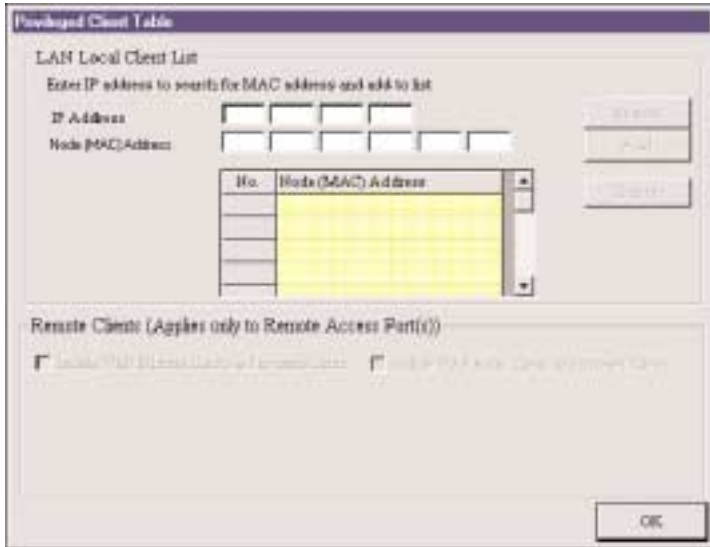 Privileged Client Table
LAN Local Client List
Enter IP address to search for MAC address and add to list
IP Address
Node (MAC) Address
No. Node (MAC) Address
Remote Clients (Applies only to Remote Access Port(s))
OK